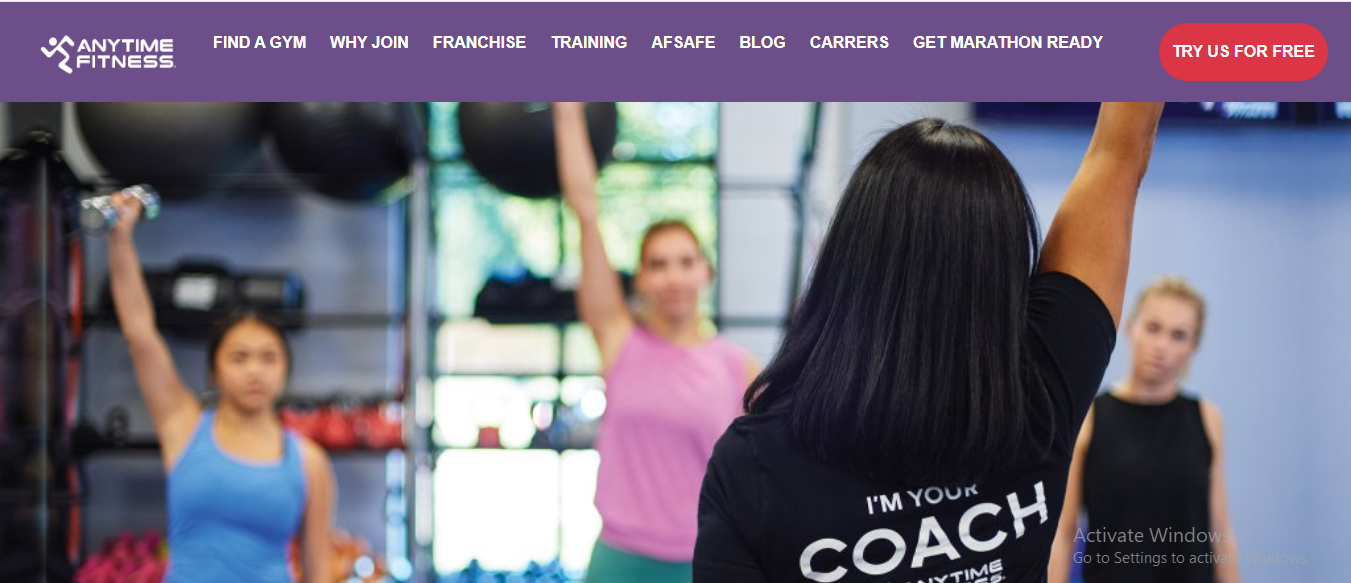 ANYTIME
FITNESS
FIND A GYM WHY JOIN FRANCHISE TRAINING AFSAFE BLOG CARRERS GET MARATHON READY
TRY US FOR FREE
I'M YOUR
COACH
ANYTIME
Activate Windows
Go to Settings to activate Windows.